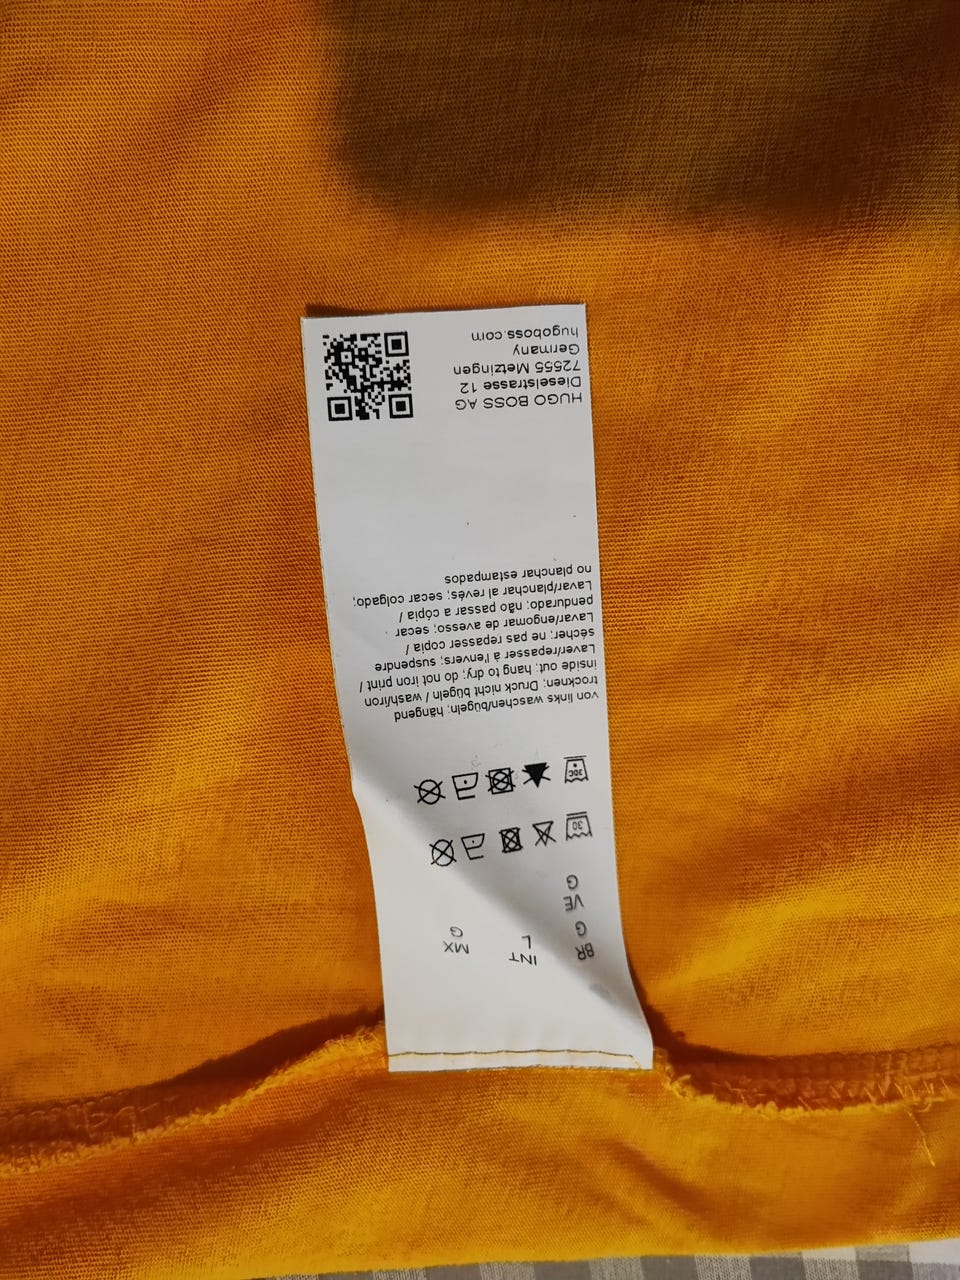 BR INT MX
G L G
VE
G
30
30C
von links waschen/bügeln; hängend
trocknen; Druck nicht bügeln / wash/iron
inside out; hang to dry; do not iron print /
Laver/repasser à l'envers; suspendre
sécher; ne pas repasser copia /
Lavar/engomar de avesso; secar
pendurado; não passar a cópia /
Lavar/planchar al revés; secar colgado;
no planchar estampados
HUGO BOSS AG
Dieselstrasse 12
72555 Metzingen
Germany
hugoboss.com